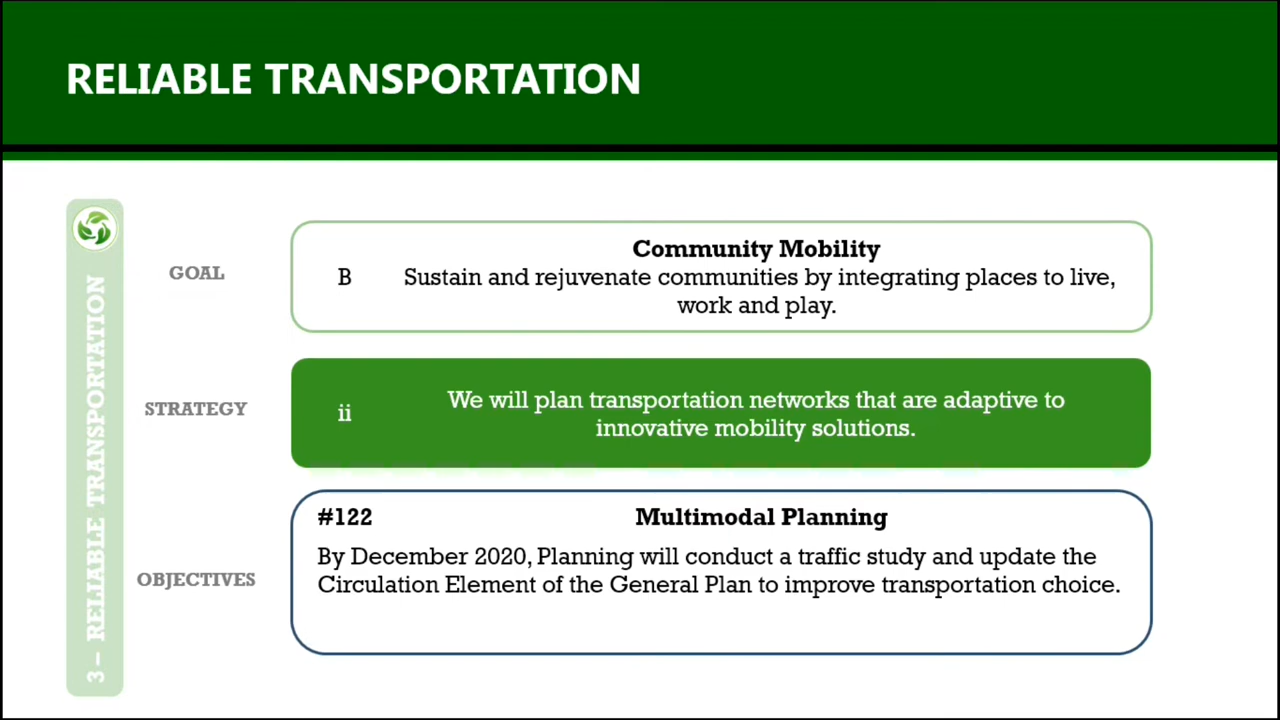 RELIABLE TRANSPORTATION
3 – RELIABLE TRANSPORTATION
GOAL
B
Community Mobility
Sustain and rejuvenate communities by integrating places to live,
work and play.
STRATEGY
ii
We will plan transportation networks that are adaptive to
innovative mobility solutions.
OBJECTIVES
#122 Multimodal Planning
By December 2020, Planning will conduct a traffic study and update the
Circulation Element of the General Plan to improve transportation choice.